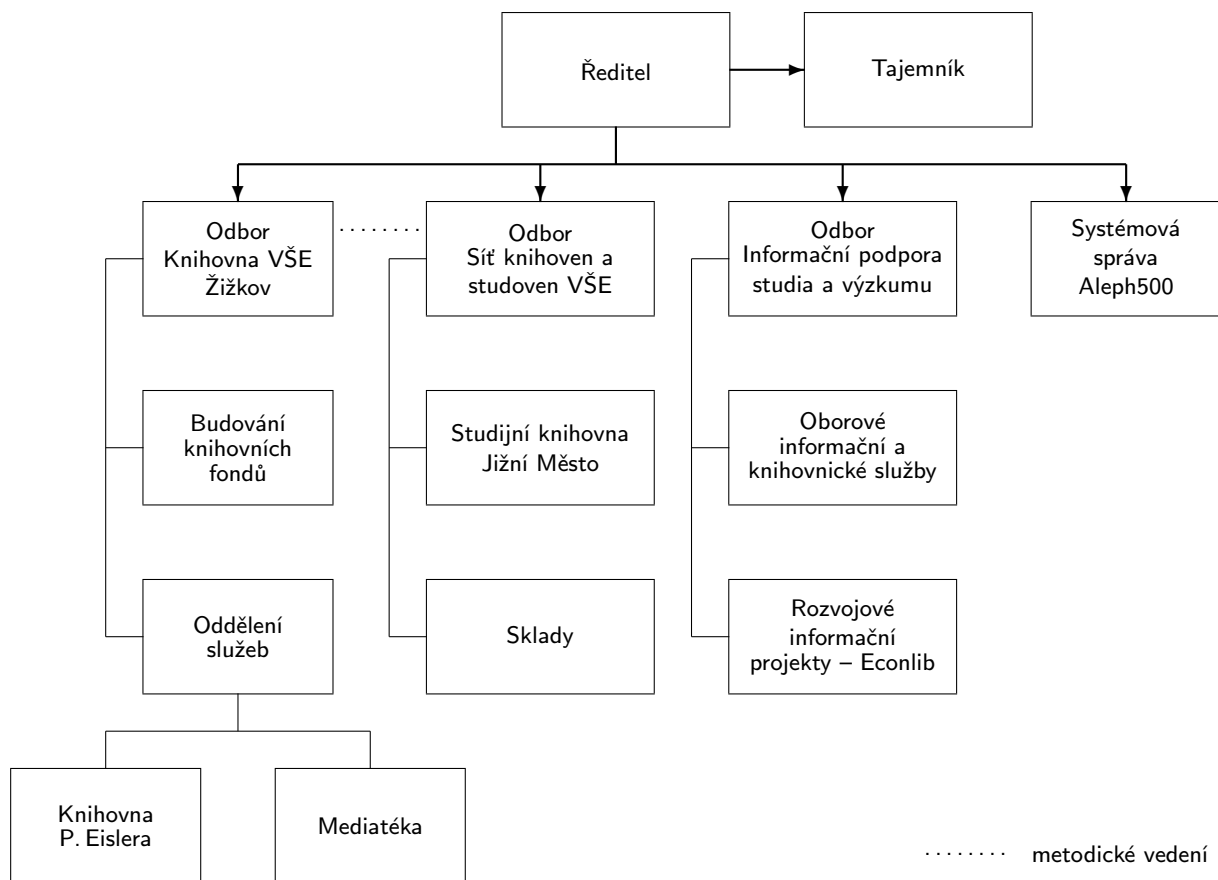 Ředitel
Tajemník
Odbor
Knihovna VŠE
Žižkov
Odbor
Síť knihoven a
studoven VŠE
Odbor
Informační podpora
studia a výzkumu
Systémová
správa
Aleph500
Budování
knihovních
fondů
Studijní knihovna
Jižní Město
Oborové
informační a
knihovnické služby
Oddělení
služeb
Sklady
Rozvojové
informační
projekty – Econlib
Knihovna
P. Eislera
Mediatéka
metodické vedení